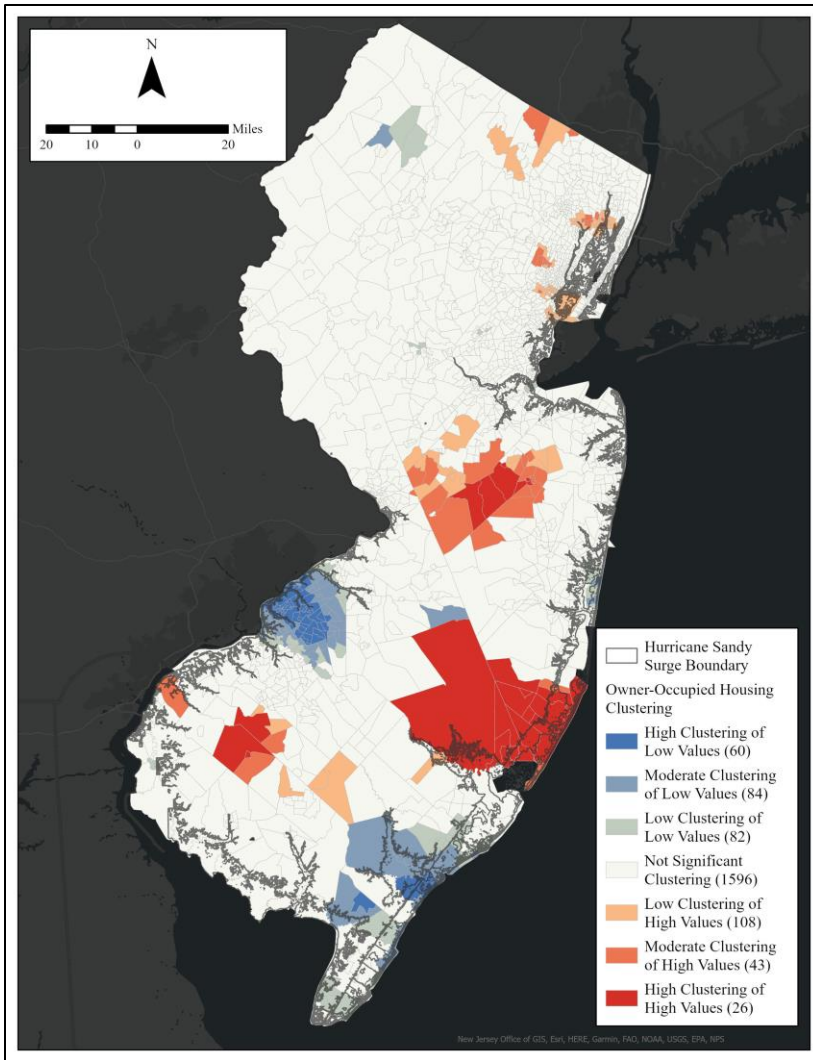 N
Miles
20 10 0 20
Hurricane Sandy
Surge Boundary
Owner-Occupied Housing
Clustering
High Clustering of
Low Values (60)
Moderate Clustering
of Low Values (84)
Low Clustering of
Low Values (82)
Not Significant
Clustering (1596)
Low Clustering of
High Values (108)
Moderate Clustering
of High Values (43)
High Clustering of
High Values (26)
New Jersey Office of GIS, Esri, HERE, Garmin, FAO, NOAA, USGS, EPA, NPS